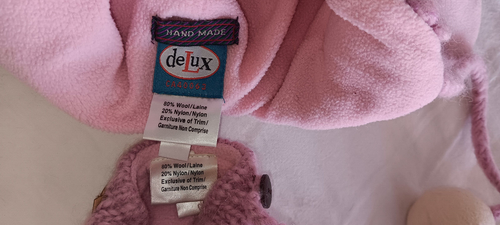 HAND MADE
deLux
80% Wool/Laine
20% Nylon/Nylon
Exclusive of Trim/
Garniture Non Comprise
80% Wool/Laine
20% Nylon/Nylon
Exclusive of Trim/
Garniture Non Comprise